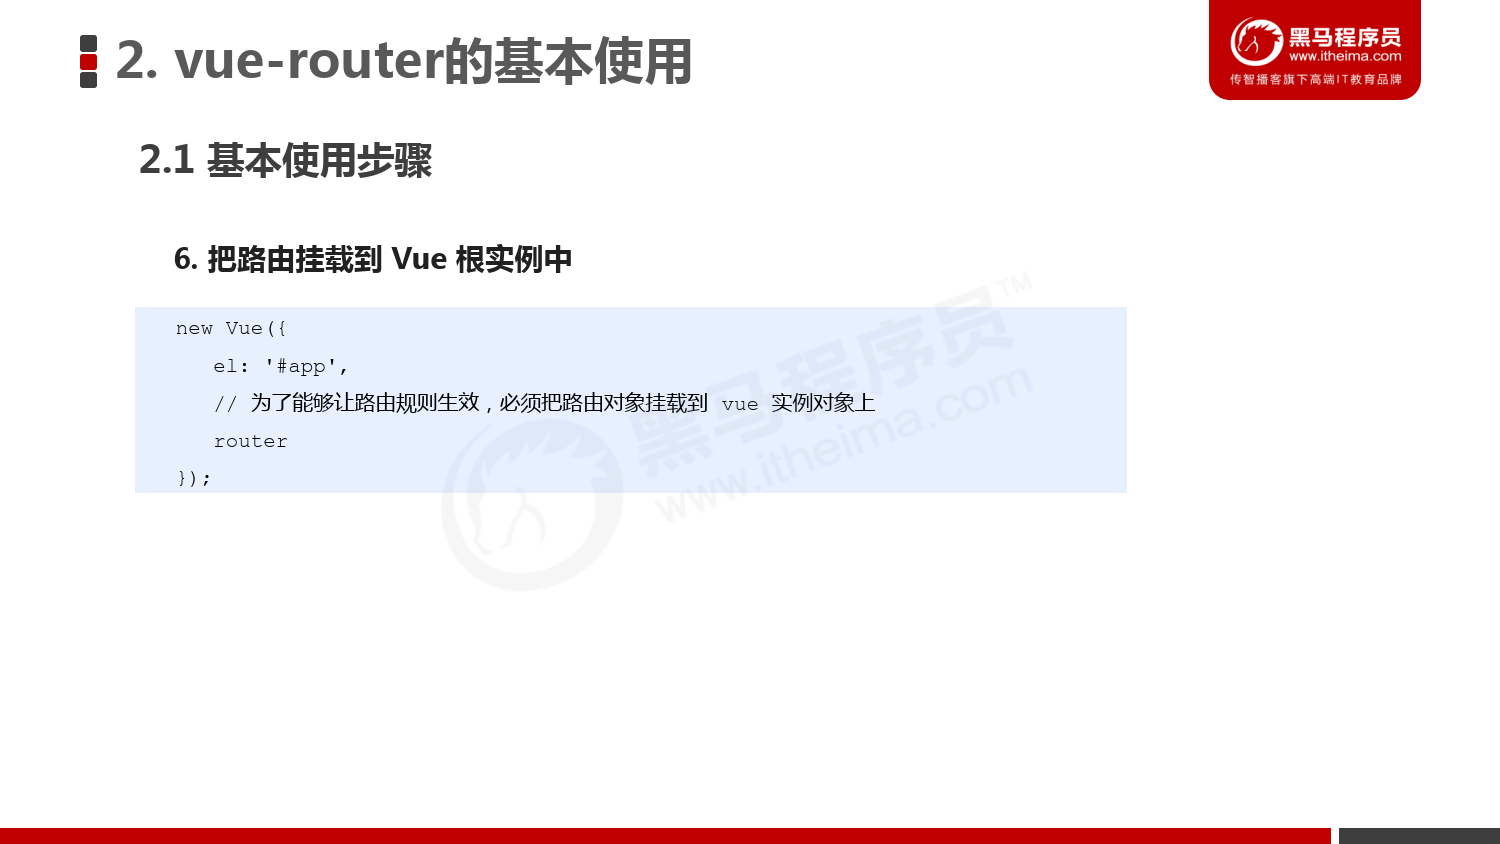 2. vue-router的基本使用
黑马程序员
www.itheima.com
传智播客旗下高端IT教育品牌
2.1 基本使用步骤
6. 把路由挂载到 Vue 根实例中
new Vue({
el: '#app',
// 为了能够让路由规则生效，必须把路由对象挂载到 vue 实例对象上
router
});
黑马程序员™
www.itheima.com